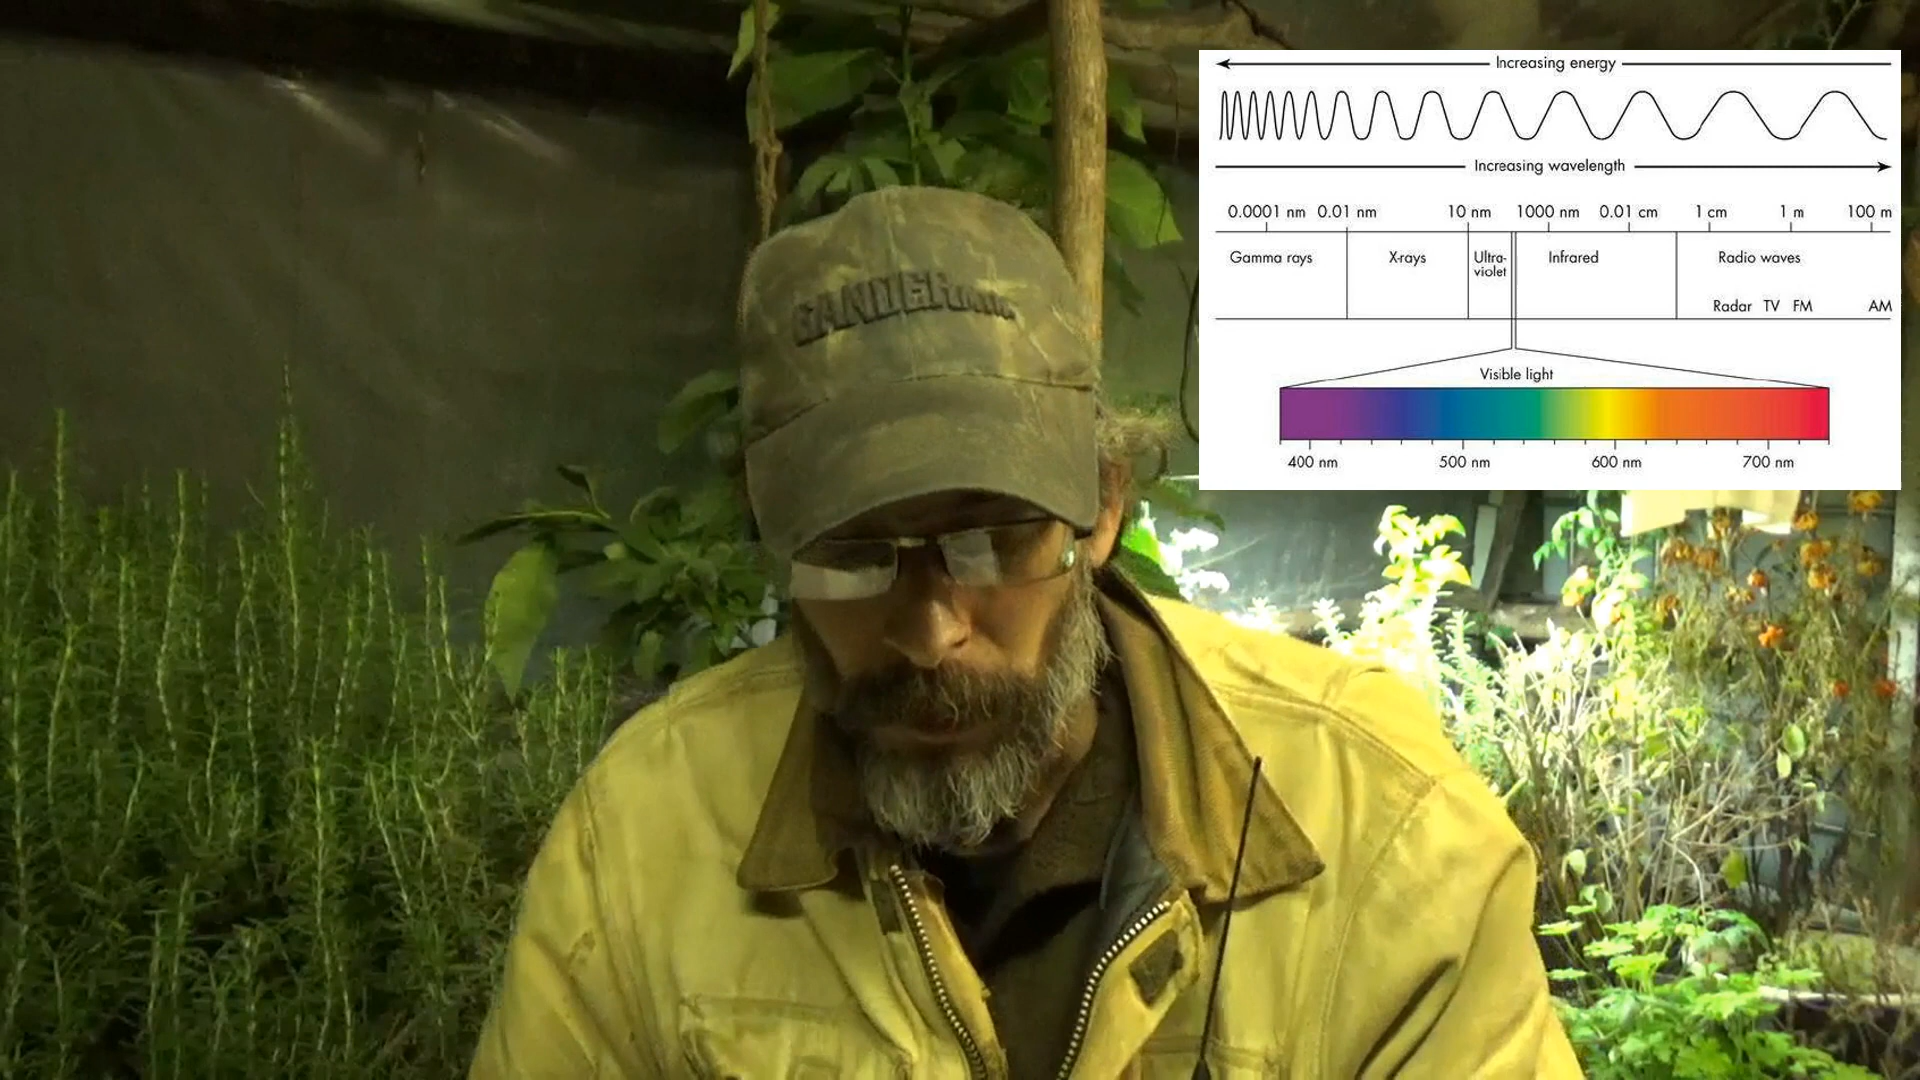 Increasing energy
Increasing wavelength
0.0001 nm 0.01 nm 10 nm 1000 nm 0.01 cm 1 cm 1 m 100 m
Gamma rays X-rays Ultra-
violet Infrared Radio waves
Radar TV FM AM
Visible light
400 nm 500 nm 600 nm 700 nm
GANDER